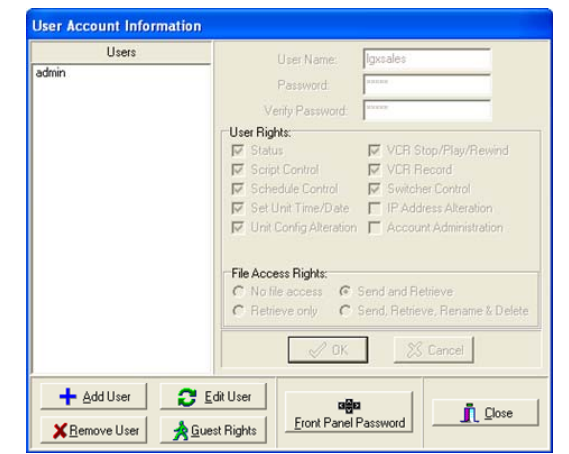 User Account Information
Users
admin
User Name: lgxsales
Password: *****
Verify Password: *****
User Rights:
Status VCR Stop/Play/Rewind
Script Control VCR Record
Schedule Control Switcher Control
Set Unit Time/Date IP Address Alteration
Unit Config Alteration Account Administration
File Access Rights:
No file access Send and Retrieve
Retrieve only Send, Retrieve, Rename & Delete
OK Cancel
Add User Edit User
Remove User Guest Rights
Front Panel Password
Close